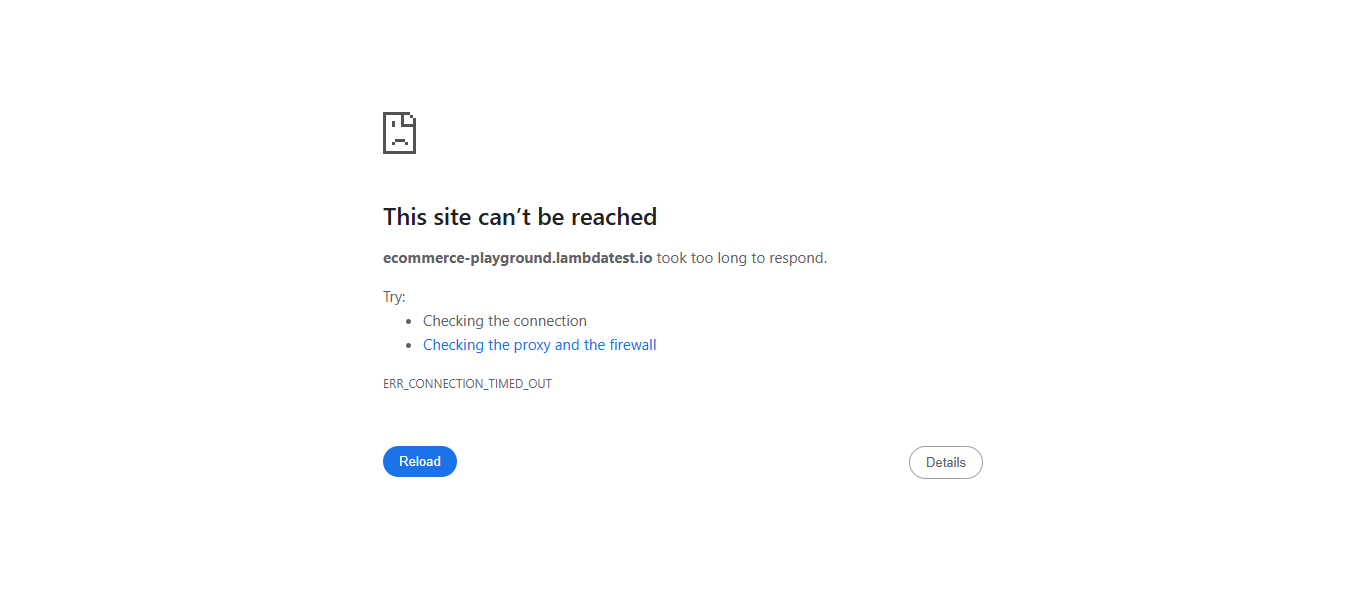 This site can’t be reached
ecommerce-playground.lambdatest.io took too long to respond.
Try:
Checking the connection
Checking the proxy and the firewall
ERR_CONNECTION_TIMED_OUT
Reload
Details